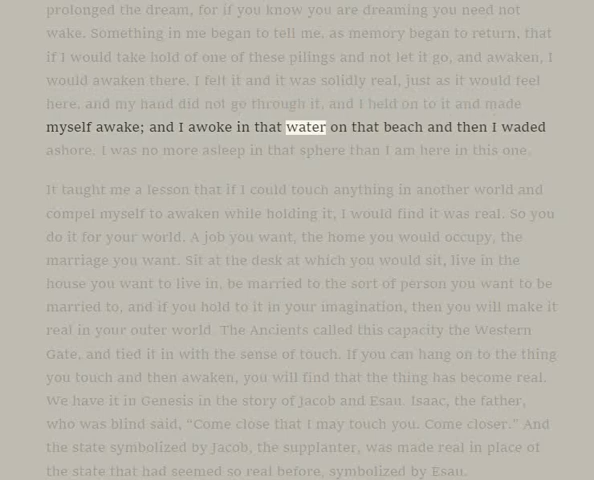 prolonged the dream, for if you know you are dreaming you need not
wake. Something in me began to tell me, as memory began to return, that
if I would take hold of one of these pilings and not let it go, and awaken, I
would awaken there. I felt it and it was solidly real, just as it would feel
here, and my hand did not go through it, and I held on to it and made
myself awake; and I awoke in that water on that beach and then I waded
ashore. I was no more asleep in that sphere than I am here in this one.
It taught me a lesson that if I could touch anything in another world and
compel myself to awaken while holding it, I would find it was real. So you
do it for your world. A job you want, the home you would occupy, the
marriage you want. Sit at the desk at which you would sit, live in the
house you want to live in, be married to the sort of person you want to be
married to, and if you hold to it in your imagination, then you will make it
real in your outer world. The Ancients called this capacity the Western
Gate, and tied it in with the sense of touch. If you can hang on to the thing
you touch and then awaken, you will find that the thing has become real.
We have it in Genesis in the story of Jacob and Esau. Isaac, the father,
who was blind said, “Come close that I may touch you. Come closer.” And
the state symbolized by Jacob, the supplanter, was made real in place of
the state that had seemed so real before, symbolized by Esau.